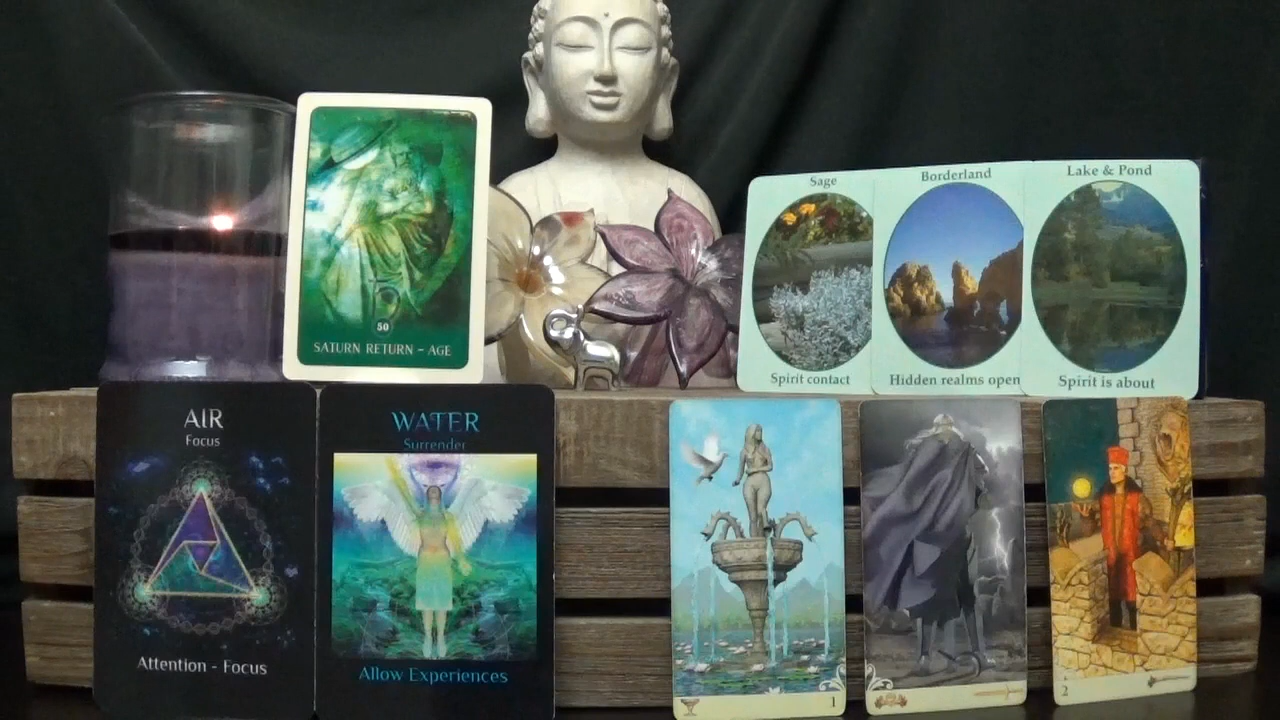 50
SATURN RETURN - AGE
Sage
Spirit contact
Borderland
Hidden realms open
Lake & Pond
Spirit is about
AIR
Focus
Attention - Focus
WATER
Surrender
Allow Experiences
1
2